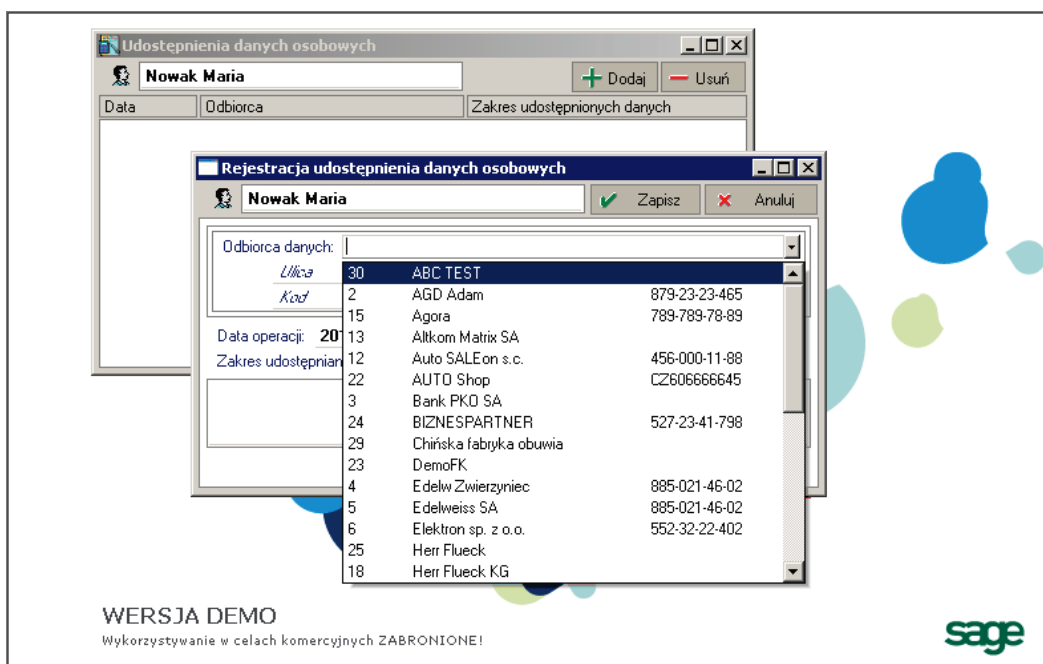 Udostępnienia danych osobowych
Nowak Maria
Dodaj
Usuń
Data Odbiorca Zakres udostępnionych danych
Rejestracja udostępnienia danych osobowych
Nowak Maria
Zapisz
Anuluj
Odbiorca danych:
Ulica
Kod
Data operacji:
30 ABC TEST
2 AGD Adam 879-23-23-465
15 Agora 789-789-78-89
13 Altkom Matrix SA
12 Auto SALEon s.c. 456-000-11-88
22 AUTO Shop CZ606666645
3 Bank PKO SA
24 BIZNESPARTNER 527-23-41-798
29 Chińska fabryka obuwia
23 DemoFK
4 Edelw Zwierzyniec 885-021-46-02
5 Edelweiss SA 885-021-46-02
6 Elektron sp. z o.o. 552-32-22-402
25 Herr Flueck
18 Herr Flueck KG
Zakres
WERSJA DEMO
Wykorzystywanie w celach komercyjnych ZABRONIONE!
sage